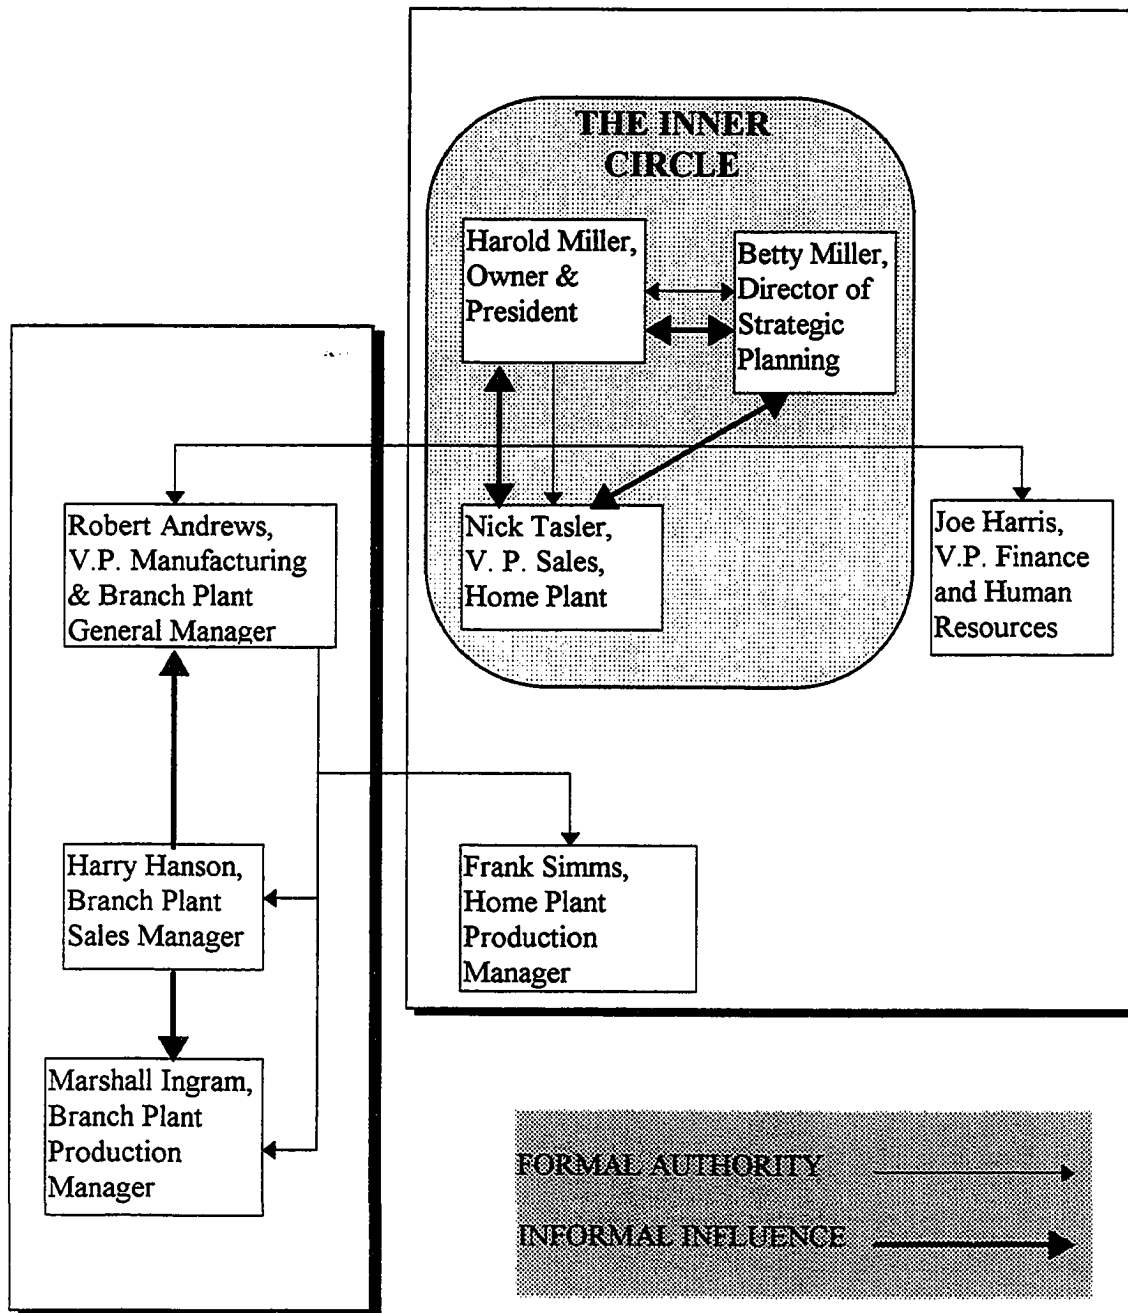 THE INNER
CIRCLE
Harold Miller,
Owner &
President
Betty Miller,
Director of
Strategic
Planning
Robert Andrews,
V.P. Manufacturing
& Branch Plant
General Manager
Nick Tasler,
V. P. Sales,
Home Plant
Joe Harris,
V.P. Finance
and Human
Resources
Harry Hanson,
Branch Plant
Sales Manager
Frank Simms,
Home Plant
Production
Manager
Marshall Ingram,
Branch Plant
Production
Manager
FORMAL AUTHORITY
INFORMAL INFLUENCE